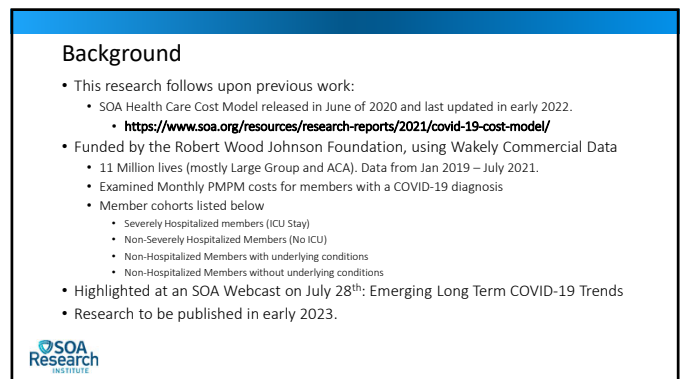 Background
• This research follows upon previous work:
• SOA Health Care Cost Model released in June of 2020 and last updated in early 2022.
• https://www.soa.org/resources/research-reports/2021/covid-19-cost-model/
• Funded by the Robert Wood Johnson Foundation, using Wakely Commercial Data
• 11 Million lives (mostly Large Group and ACA). Data from Jan 2019 – July 2021.
• Examined Monthly PMPM costs for members with a COVID-19 diagnosis
• Member cohorts listed below
• Severely Hospitalized members (ICU Stay)
• Non-Severely Hospitalized Members (No ICU)
• Non-Hospitalized Members with underlying conditions
• Non-Hospitalized Members without underlying conditions
• Highlighted at an SOA Webcast on July 28th: Emerging Long Term COVID-19 Trends
• Research to be published in early 2023.
SOA
Research
INSTITUTE